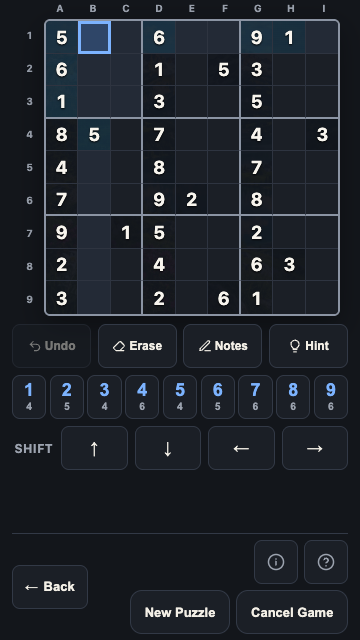 A B C D E F G H I
1 5 6 9 1
2 6 1 5 3
3 1 3 5
4 8 5 7 4 3
5 4 8 7
6 7 9 2 8
7 9 1 5 2
8 2 4 6 3
9 3 2 6 1
Undo Erase Notes Hint
1 2 3 4 5 6 7 8 9
4 5 4 6 4 5 6 6 6
SHIFT ↑ ↓ ← →
← Back
New Puzzle Cancel Game